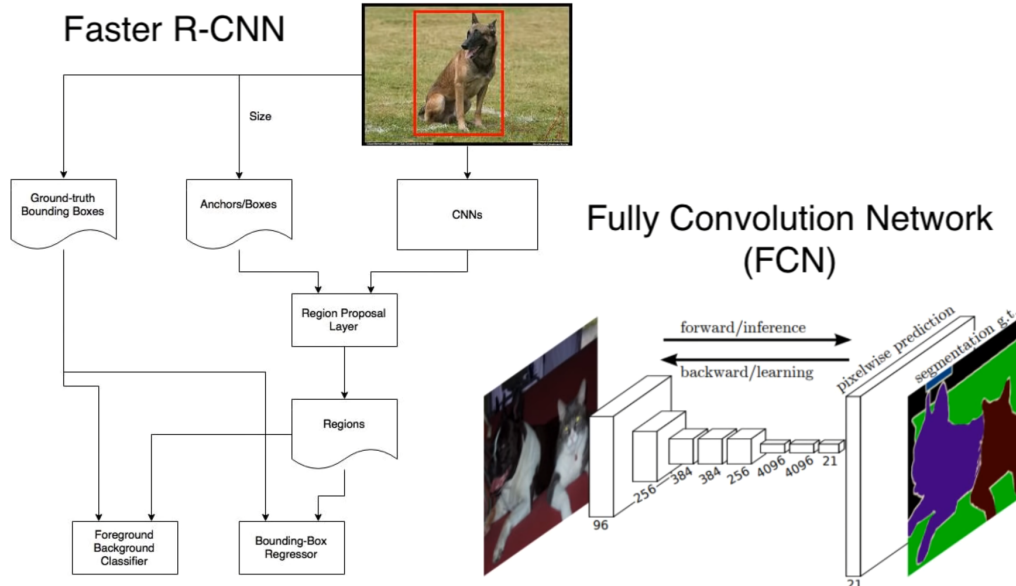 Faster R-CNN
Size
Ground-truth
Bounding Boxes
Anchors/Boxes
CNNs
Region Proposal
Layer
Regions
Foreground
Background
Classifier
Bounding-Box
Regressor
Fully Convolution Network
(FCN)
forward/inference
backward/learning
pixelwise prediction
segmentation g.t.
96
256
384
384
256
4096
4096
21
21